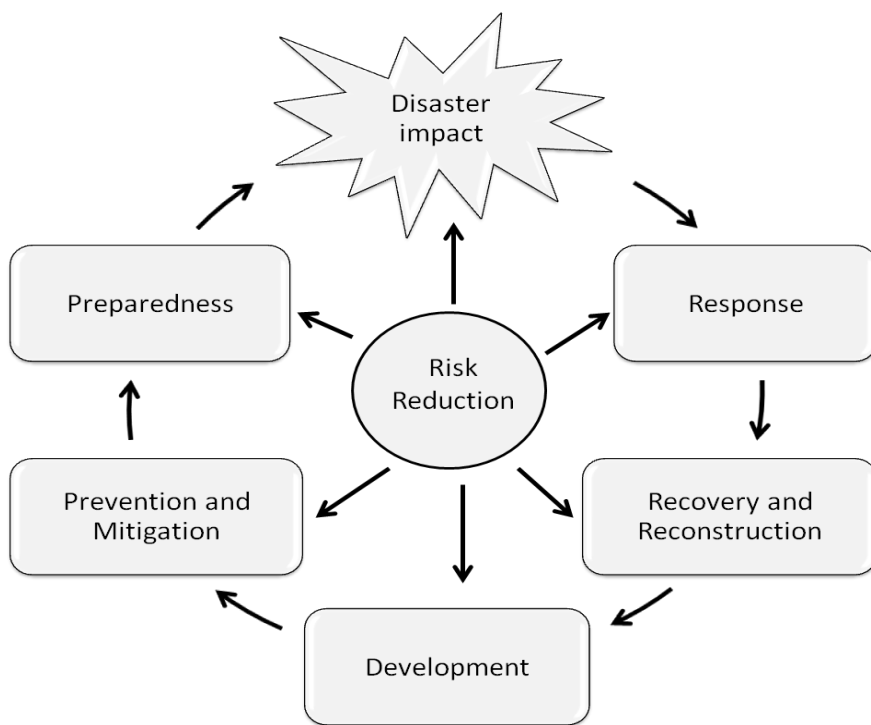 Disaster
impact
Preparedness
Response
Risk
Reduction
Prevention and
Mitigation
Recovery and
Reconstruction
Development